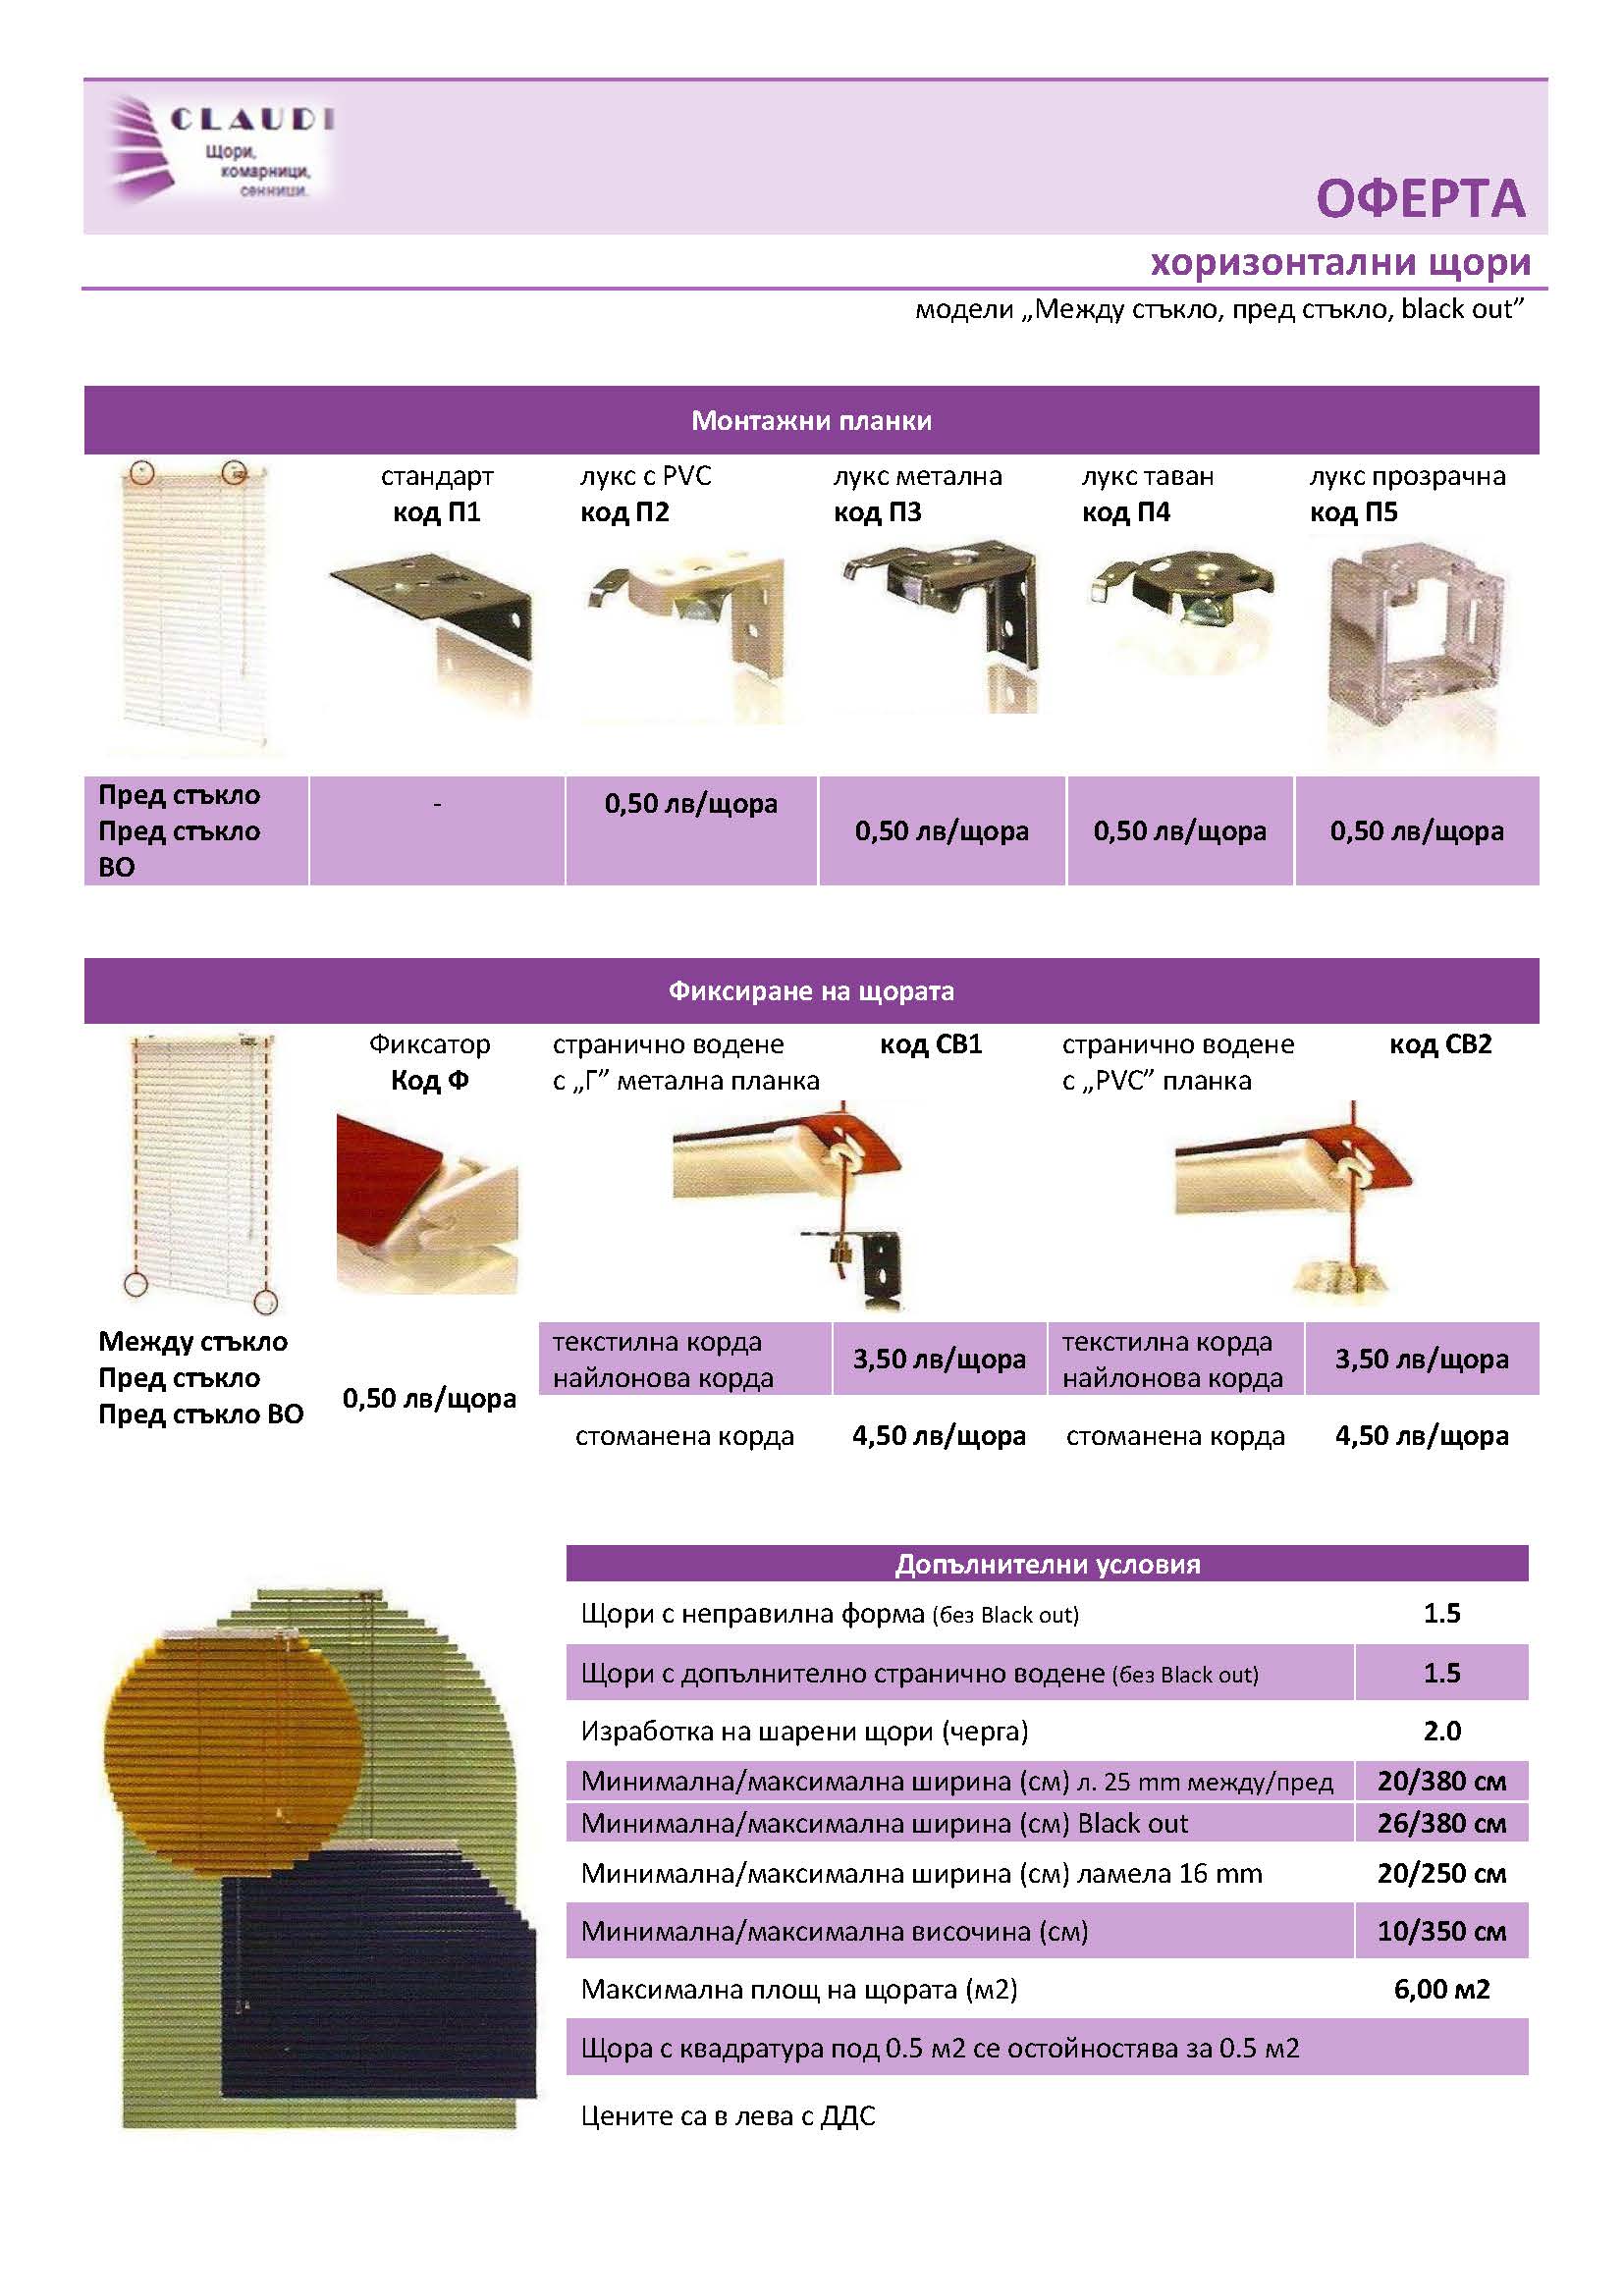 CLAUDI
Щори,
комарници,
сенници.
ОФЕРТА
хоризонтални щори
модели „Между стъкло, пред стъкло, black out”
Монтажни планки
стандарт
код П1
лукс с PVC
код П2
лукс метална
код П3
лукс таван
код П4
лукс прозрачна
код П5
Пред стъкло
Пред стъкло
ВО
-
0,50 лв/щора
0,50 лв/щора
0,50 лв/щора
0,50 лв/щора
Фиксиране на щората
Фиксатор
Код Ф
странично водене
с „Г” метална планка
код СВ1
странично водене
с „PVC” планка
код СВ2
Между стъкло
Пред стъкло
Пред стъкло ВО
0,50 лв/щора
текстилна корда
найлонова корда
3,50 лв/щора
текстилна корда
найлонова корда
3,50 лв/щора
стоманена корда
4,50 лв/щора
стоманена корда
4,50 лв/щора
Допълнителни условия
Щори с неправилна форма (без Black out) 1.5
Щори с допълнително странично водене (без Black out) 1.5
Изработка на шарени щори (черга) 2.0
Минимална/максимална ширина (см) л. 25 mm между/пред 20/380 см
Минимална/максимална ширина (см) Black out 26/380 см
Минимална/максимална ширина (см) ламела 16 mm 20/250 см
Минимална/максимална височина (см) 10/350 см
Максимална площ на щората (м2) 6,00 м2
Щора с квадратура под 0.5 м2 се остойностява за 0.5 м2
Цените са в лева с ДДС